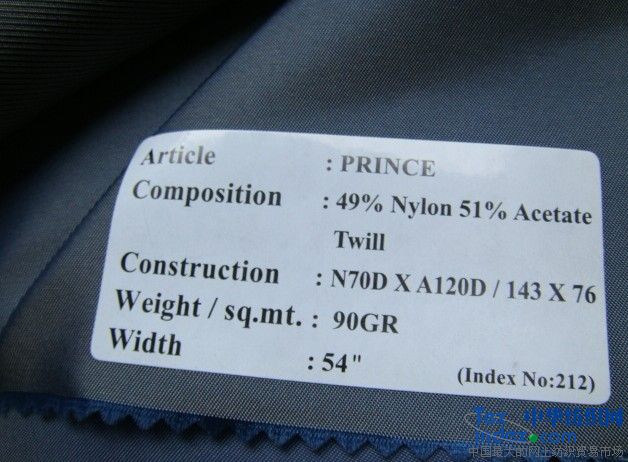 Article : PRINCE
Composition : 49% Nylon 51% Acetate
Twill
Construction : N70D X A120D / 143 X 76
Weight / sq.mt. : 90GR
Width : 54"
(Index No:212)
中国最大的网上纺织贸易市场